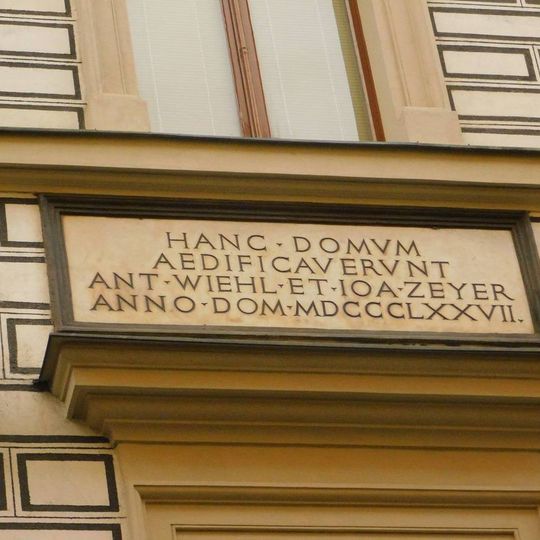 HANC · DOMVM
AEDIFICAVERVNT
ANT · WIEHL · ET · IOA · ZEYER
ANNO · DOM · MDCCCLXXVII ·